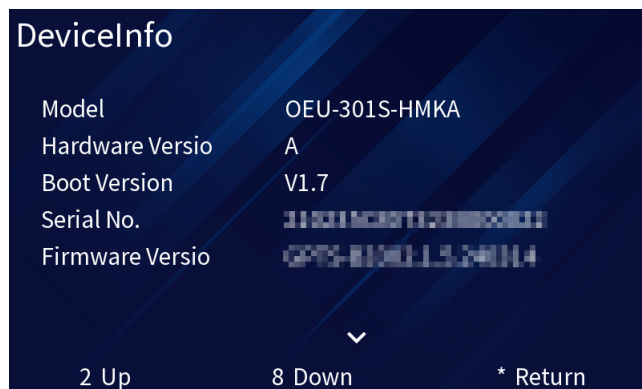 DeviceInfo
Model OEU-301S-HMKA
Hardware Versio A
Boot Version V1.7
Serial No.
Firmware Versio
2 Up 8 Down * Return